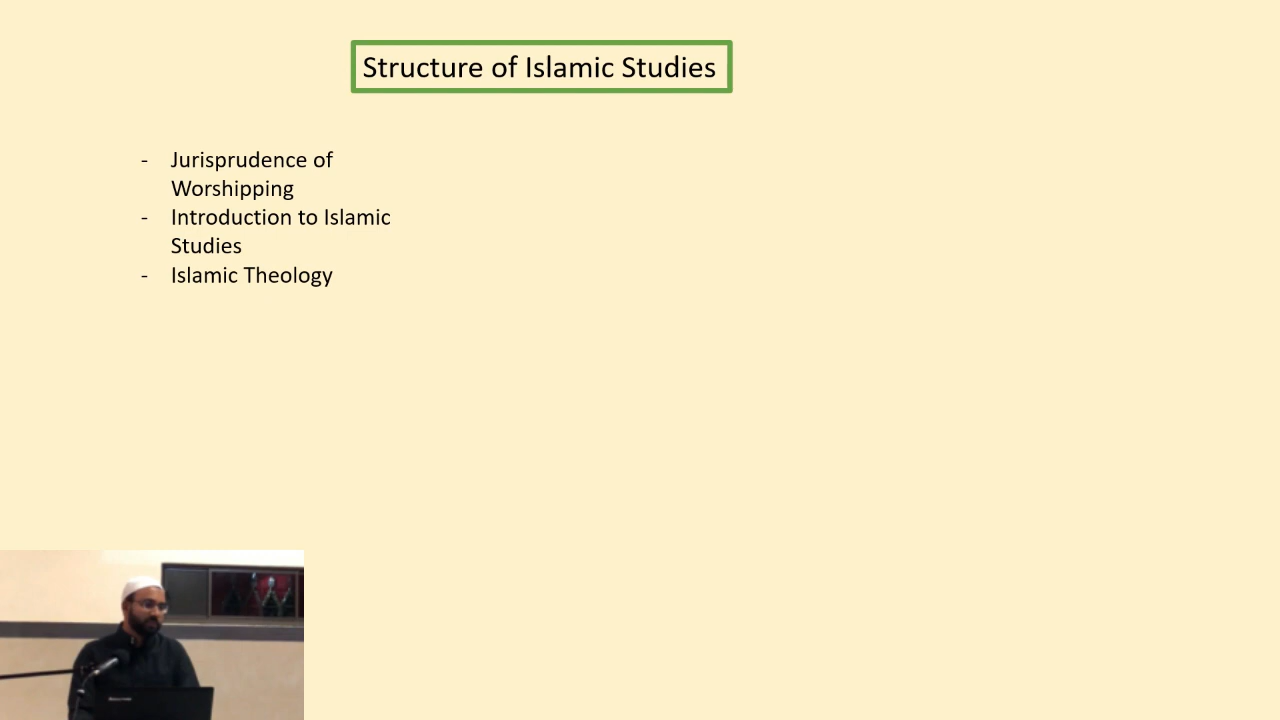 Structure of Islamic Studies
- Jurisprudence of
Worshipping
- Introduction to Islamic
Studies
- Islamic Theology